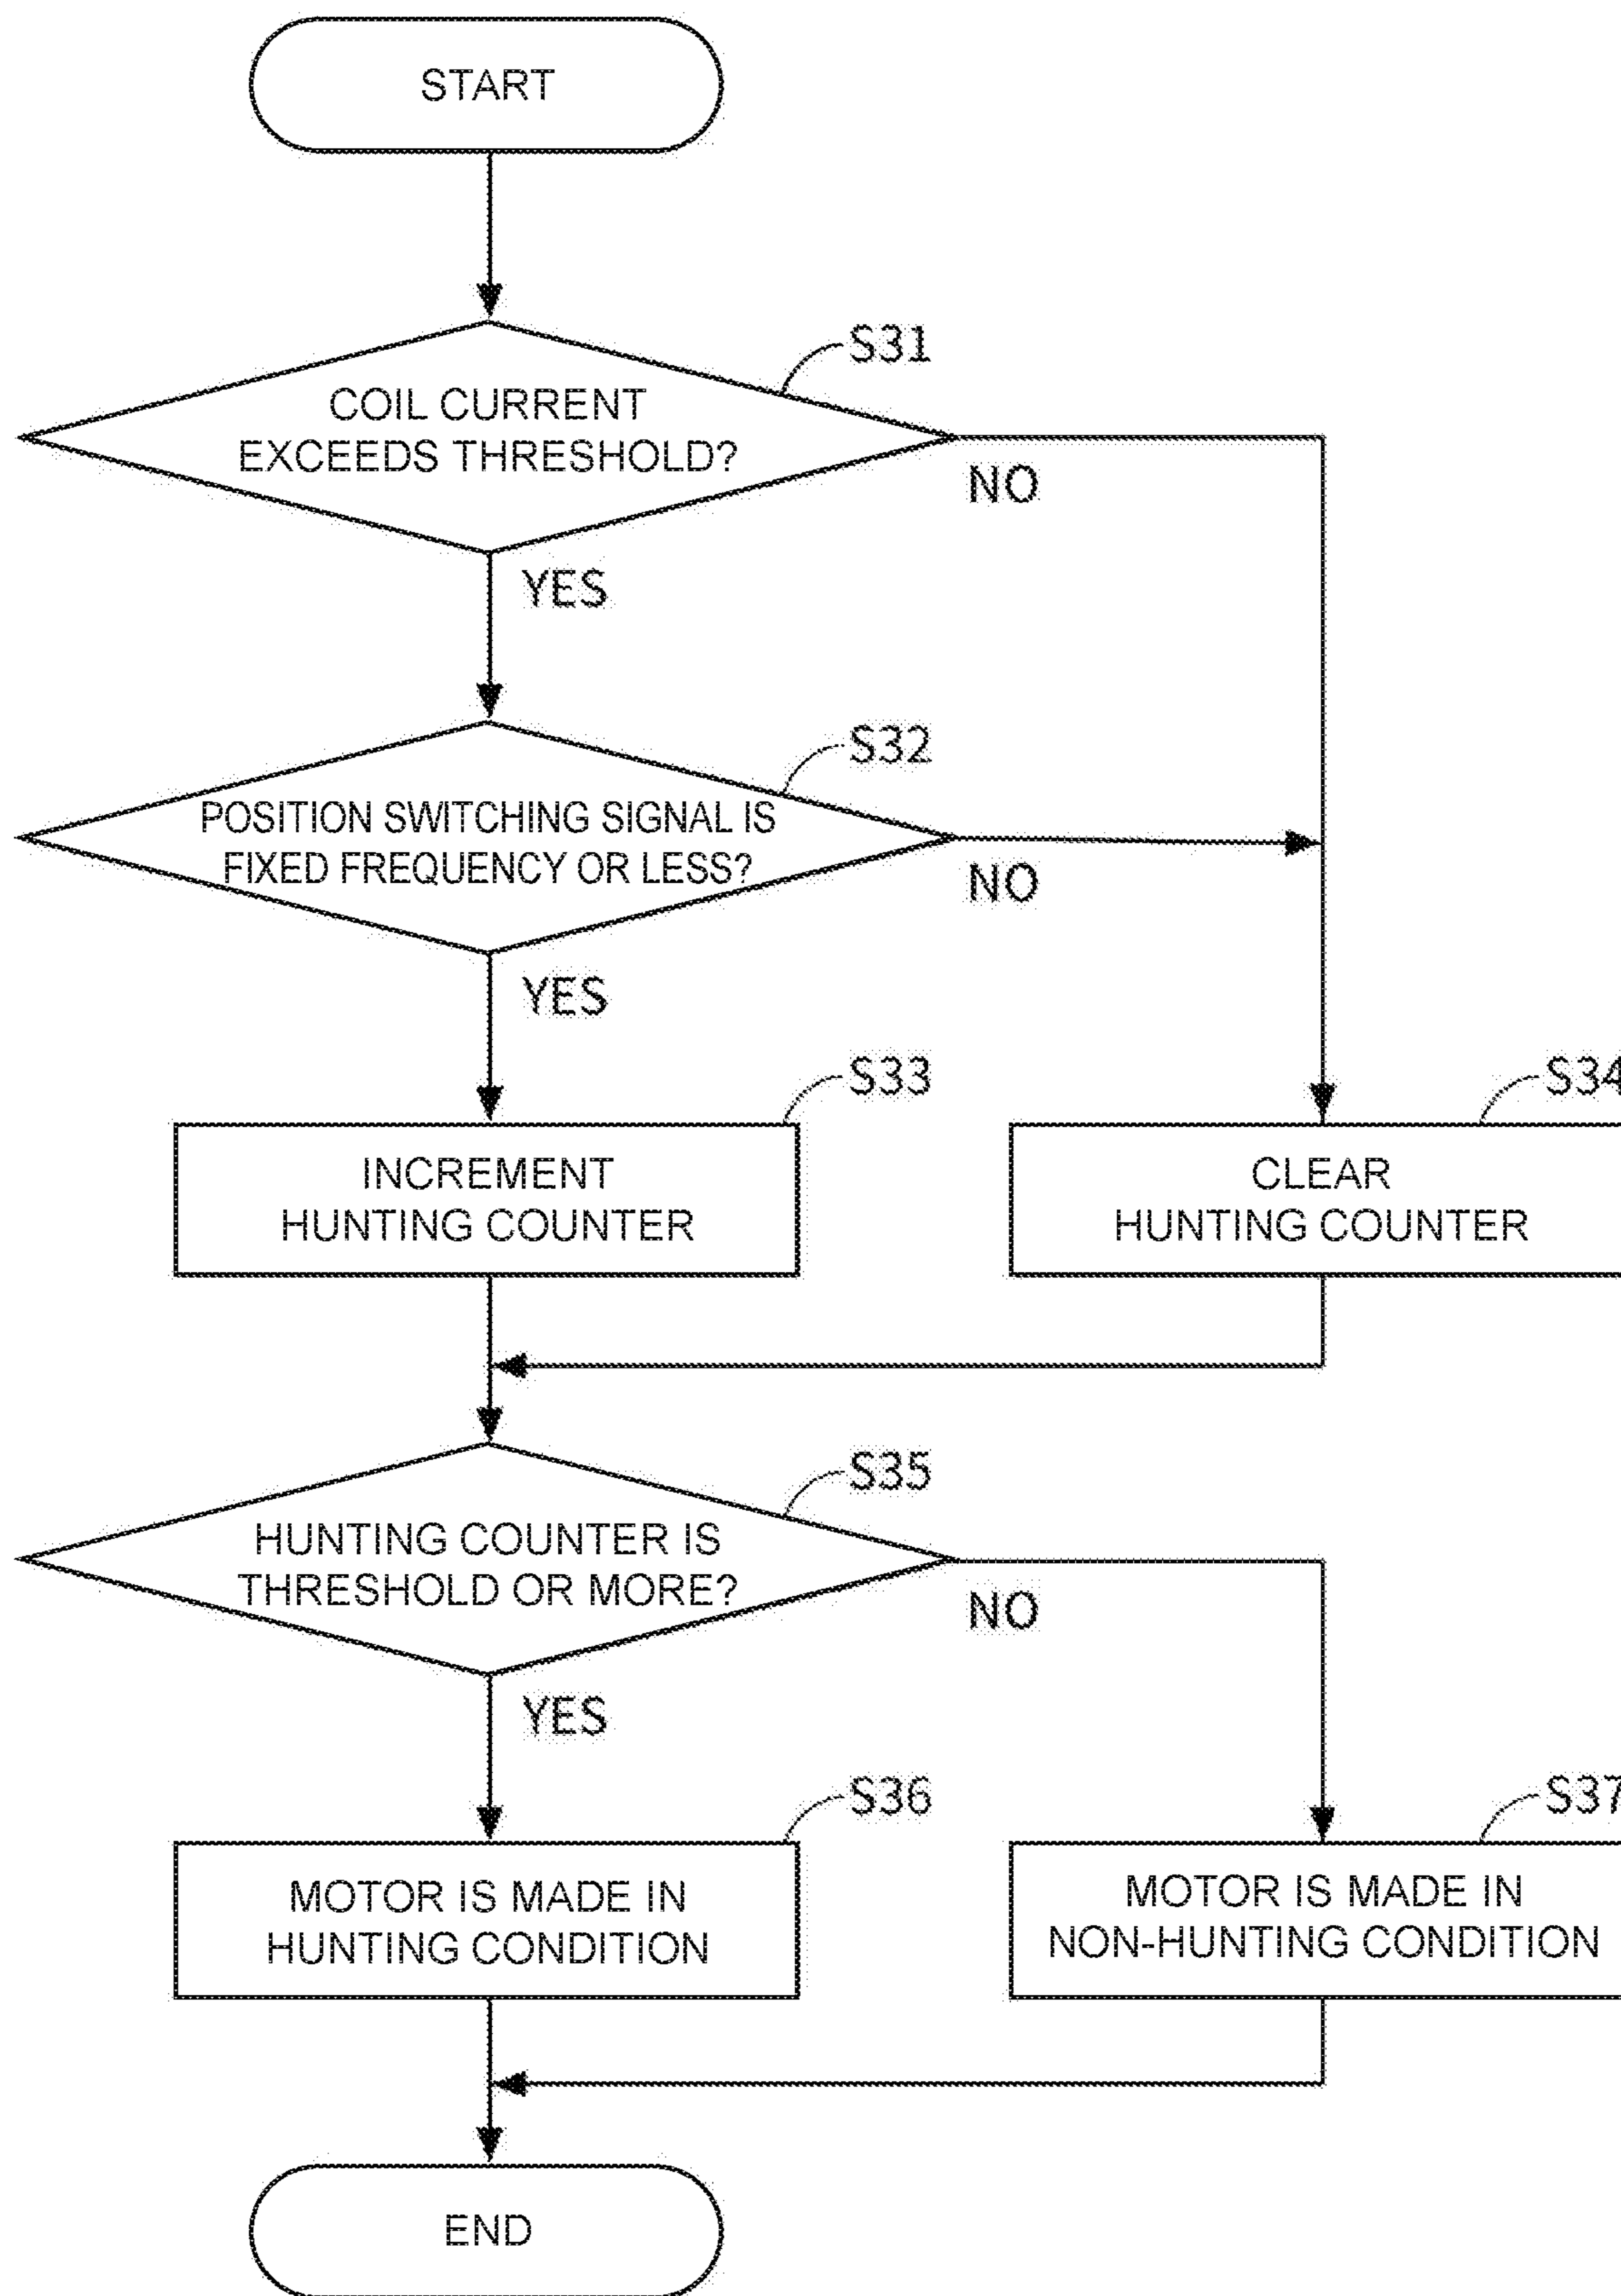 START
S31
COIL CURRENT
EXCEEDS THRESHOLD?
NO
YES
S32
POSITION SWITCHING SIGNAL IS
FIXED FREQUENCY OR LESS?
NO
YES
S33
S34
INCREMENT
HUNTING COUNTER
CLEAR
HUNTING COUNTER
S35
HUNTING COUNTER IS
THRESHOLD OR MORE?
NO
YES
S36
S37
MOTOR IS MADE IN
HUNTING CONDITION
MOTOR IS MADE IN
NON-HUNTING CONDITION
END